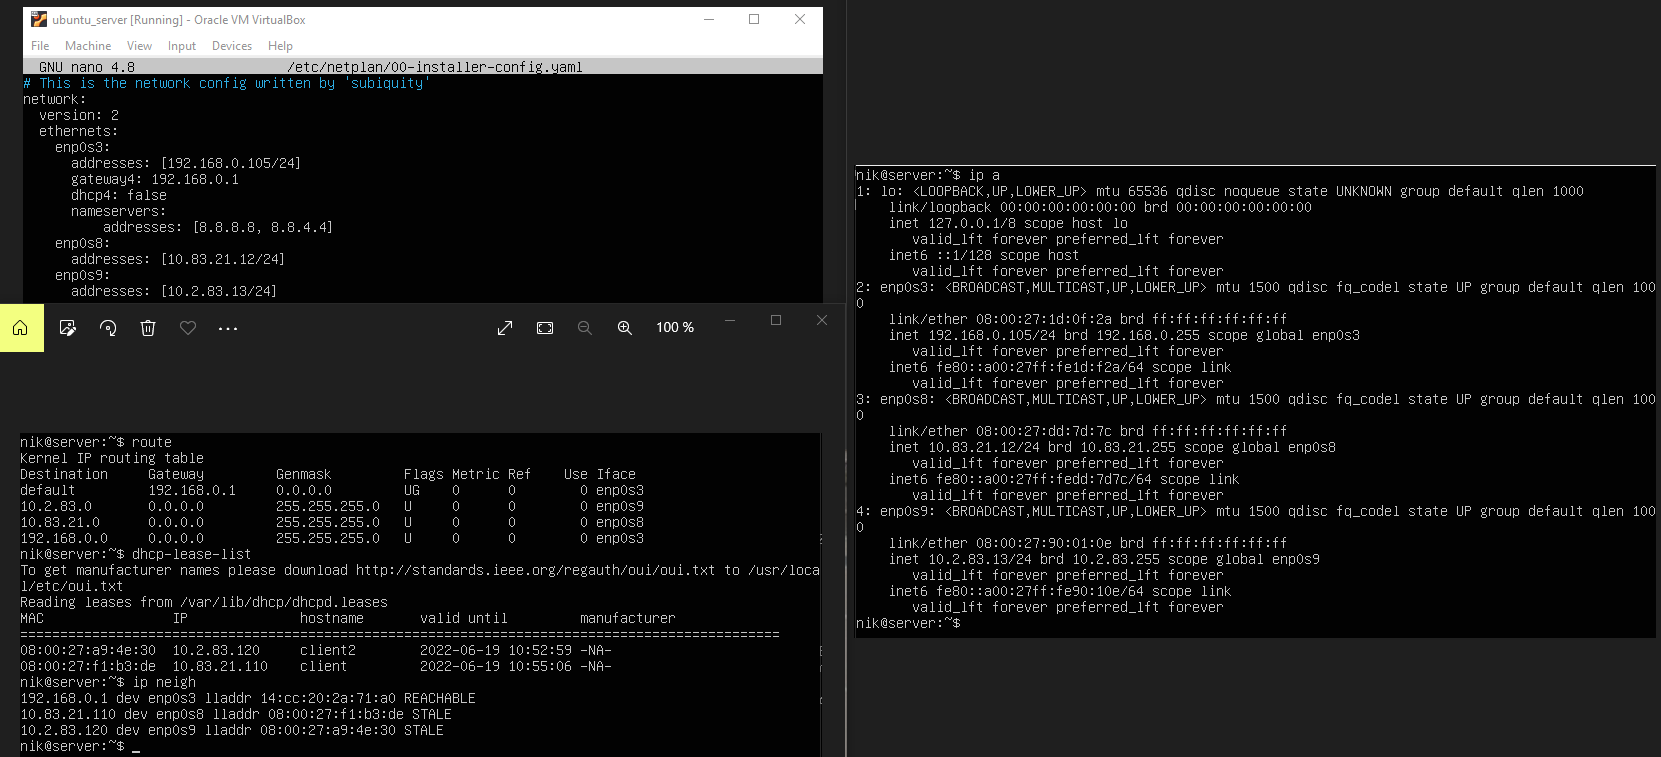 ubuntu_server [Running] - Oracle VM VirtualBox
File Machine View Input Devices Help
GNU nano 4.8 /etc/netplan/00-installer-config.yaml
# This is the network config written by 'subiquity'
network:
  version: 2
  ethernets:
    enp0s3:
      addresses: [192.168.0.105/24]
      gateway4: 192.168.0.1
      dhcp4: false
      nameservers:
          addresses: [8.8.8.8, 8.8.4.4]
    enp0s8:
      addresses: [10.83.21.12/24]
    enp0s9:
      addresses: [10.2.83.13/24]
100 %
nik@server:~$ route
Kernel IP routing table
Destination     Gateway         Genmask         Flags Metric Ref    Use Iface
default         192.168.0.1     0.0.0.0         UG    0      0        0 enp0s3
10.2.83.0       0.0.0.0         255.255.255.0   U     0      0        0 enp0s9
10.83.21.0      0.0.0.0         255.255.255.0   U     0      0        0 enp0s8
192.168.0.0     0.0.0.0         255.255.255.0   U     0      0        0 enp0s3
nik@server:~$ dhcp-lease-list
To get manufacturer names please download http://standards.ieee.org/regauth/oui/oui.txt to /usr/loca
l/etc/oui.txt
Reading leases from /var/lib/dhcp/dhcpd.leases
MAC                IP              hostname       valid until         manufacturer
===============================================================================================
08:00:27:a9:4e:30  10.2.83.120     client2        2022-06-19 10:52:59 -NA-
08:00:27:f1:b3:de  10.83.21.110    client         2022-06-19 10:55:06 -NA-
nik@server:~$ ip neigh
192.168.0.1 dev enp0s3 lladdr 14:cc:20:2a:71:a0 REACHABLE
10.83.21.110 dev enp0s8 lladdr 08:00:27:f1:b3:de STALE
10.2.83.120 dev enp0s9 lladdr 08:00:27:a9:4e:30 STALE
nik@server:~$ _
nik@server:~$ ip a
1: lo: <LOOPBACK,UP,LOWER_UP> mtu 65536 qdisc noqueue state UNKNOWN group default qlen 1000
    link/loopback 00:00:00:00:00:00 brd 00:00:00:00:00:00
    inet 127.0.0.1/8 scope host lo
       valid_lft forever preferred_lft forever
    inet6 ::1/128 scope host
       valid_lft forever preferred_lft forever
2: enp0s3: <BROADCAST,MULTICAST,UP,LOWER_UP> mtu 1500 qdisc fq_codel state UP group default qlen 100
0
    link/ether 08:00:27:1d:0f:2a brd ff:ff:ff:ff:ff:ff
    inet 192.168.0.105/24 brd 192.168.0.255 scope global enp0s3
       valid_lft forever preferred_lft forever
    inet6 fe80::a00:27ff:fe1d:f2a/64 scope link
       valid_lft forever preferred_lft forever
3: enp0s8: <BROADCAST,MULTICAST,UP,LOWER_UP> mtu 1500 qdisc fq_codel state UP group default qlen 100
0
    link/ether 08:00:27:dd:7d:7c brd ff:ff:ff:ff:ff:ff
    inet 10.83.21.12/24 brd 10.83.21.255 scope global enp0s8
       valid_lft forever preferred_lft forever
    inet6 fe80::a00:27ff:fedd:7d7c/64 scope link
       valid_lft forever preferred_lft forever
4: enp0s9: <BROADCAST,MULTICAST,UP,LOWER_UP> mtu 1500 qdisc fq_codel state UP group default qlen 100
0
    link/ether 08:00:27:90:01:0e brd ff:ff:ff:ff:ff:ff
    inet 10.2.83.13/24 brd 10.2.83.255 scope global enp0s9
       valid_lft forever preferred_lft forever
    inet6 fe80::a00:27ff:fe90:10e/64 scope link
       valid_lft forever preferred_lft forever
nik@server:~$